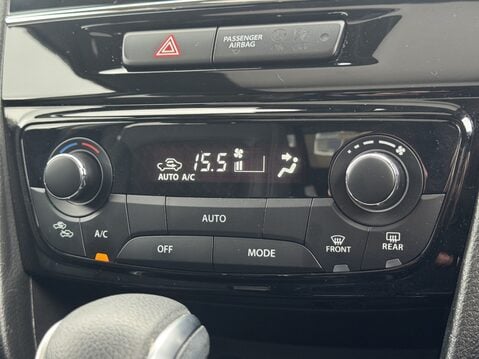 PASSENGER
AIRBAG
15.5
AUTO A/C
AUTO
A/C
OFF
MODE
FRONT
REAR